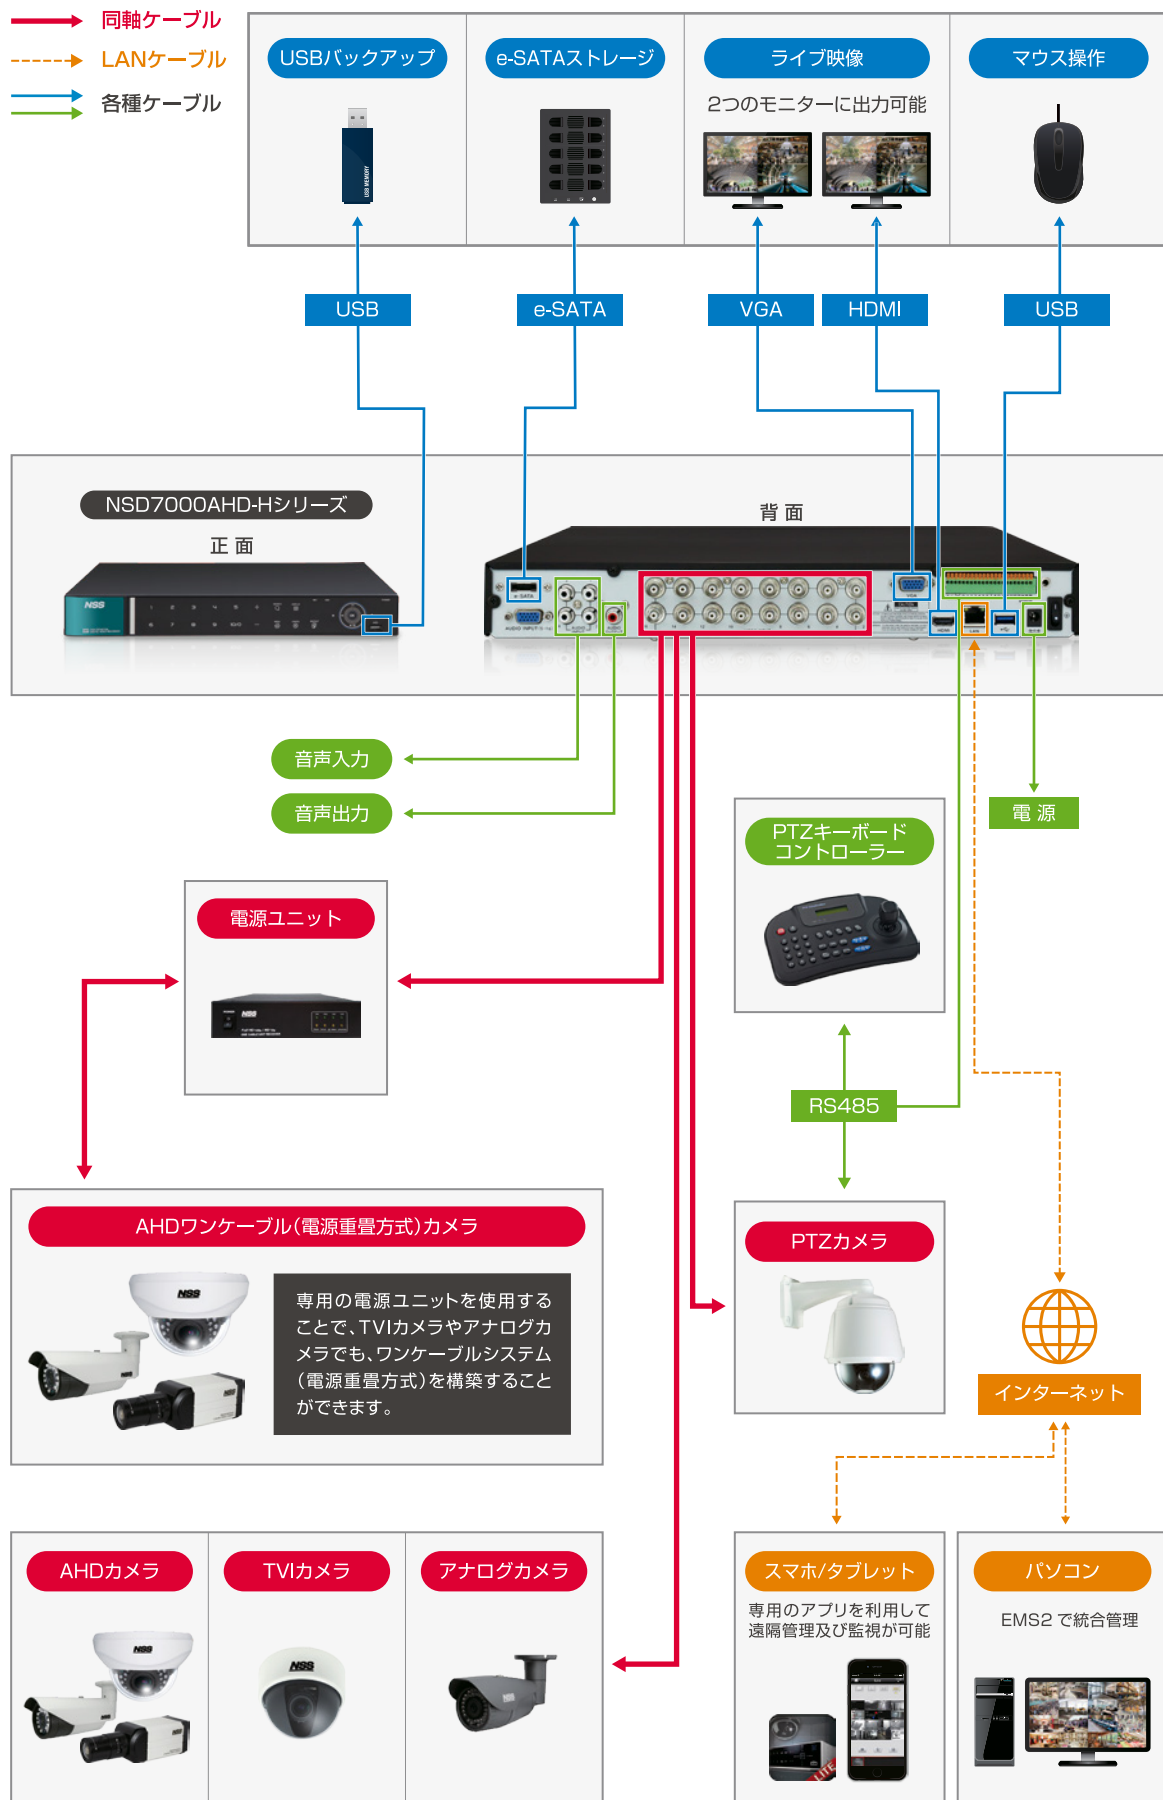 同軸ケーブル
LANケーブル
各種ケーブル
USBバックアップ
e-SATAストレージ
ライブ映像
マウス操作
2つのモニターに出力可能
USB MEMORY
USB
e-SATA
VGA
HDMI
USB
NSD7000AHD-Hシリーズ
正面
背面
NSS
e-SATA
VGA
HDMI
LAN
音声入力
音声出力
PTZキーボード
コントローラー
電源
電源ユニット
NSS
RS485
AHDワンケーブル(電源重畳方式)カメラ
NSS
専用の電源ユニットを使用する
ことで、TVIカメラやアナログカ
メラでも、ワンケーブルシステム
(電源重畳方式)を構築すること
ができます。
PTZカメラ
インターネット
AHDカメラ
TVIカメラ
アナログカメラ
NSS
NSS
NSS
スマホ/タブレット
専用のアプリを利用して
遠隔管理及び監視が可能
LITE
パソコン
EMS2 で統合管理